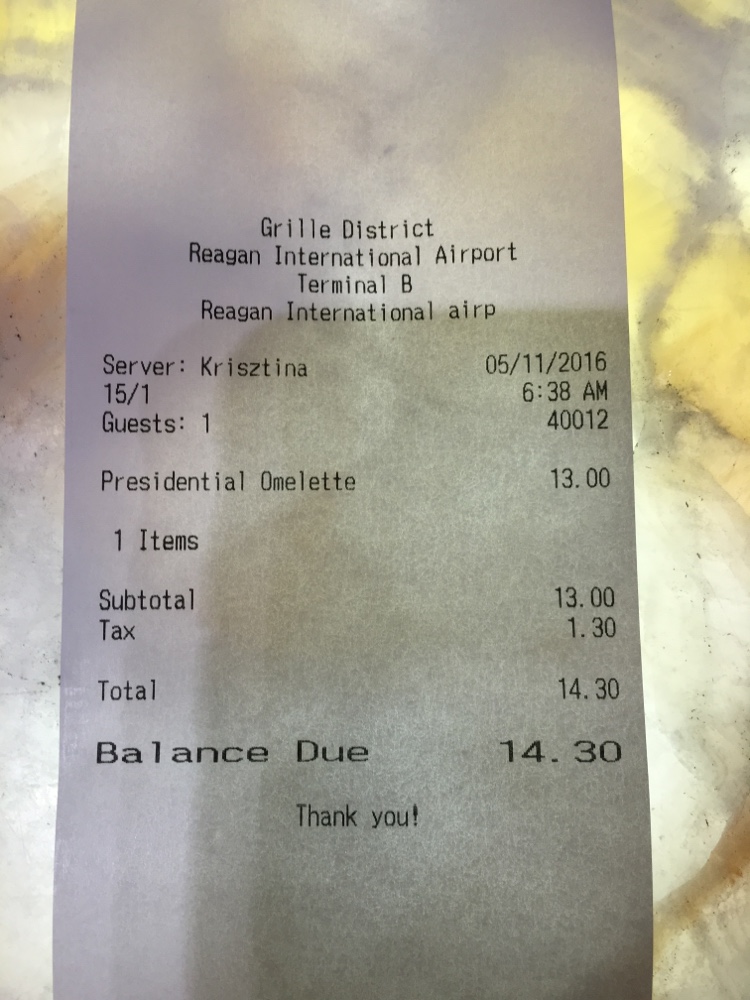 Grille District
Reagan International Airport
Terminal B
Reagan International airp
Server: Krisztina 05/11/2016
15/1 6:38 AM
Guests: 1 40012
Presidential Omelette 13.00
1 Items
Subtotal 13.00
Tax 1.30
Total 14.30
Balance Due 14.30
Thank you!